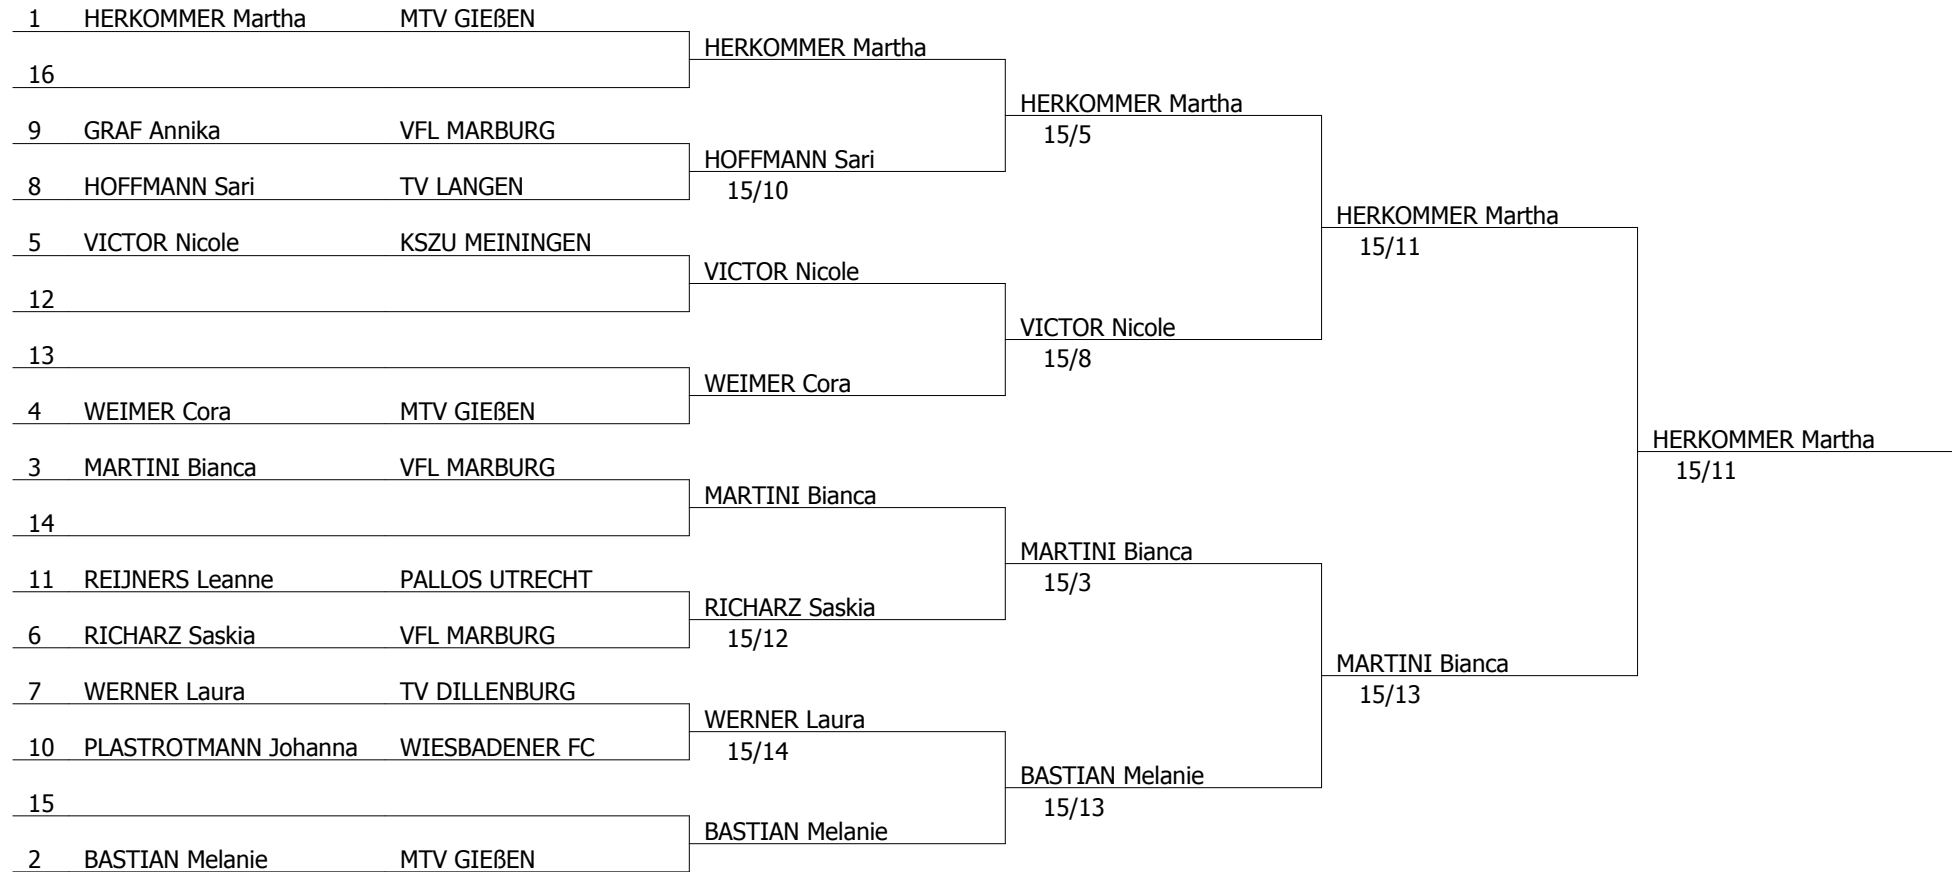 1 HERKOMMER Martha MTV GIEßEN
HERKOMMER Martha
16
HERKOMMER Martha
15/5
9 GRAF Annika VFL MARBURG
HOFFMANN Sari
15/10
8 HOFFMANN Sari TV LANGEN
HERKOMMER Martha
15/11
5 VICTOR Nicole KSZU MEININGEN
VICTOR Nicole
12
VICTOR Nicole
15/8
13
WEIMER Cora
4 WEIMER Cora MTV GIEßEN
HERKOMMER Martha
15/11
3 MARTINI Bianca VFL MARBURG
MARTINI Bianca
14
MARTINI Bianca
15/3
11 REIJNERS Leanne PALLOS UTRECHT
RICHARZ Saskia
15/12
6 RICHARZ Saskia VFL MARBURG
MARTINI Bianca
15/13
7 WERNER Laura TV DILLENBURG
WERNER Laura
15/14
10 PLASTROTMANN Johanna WIESBADENER FC
BASTIAN Melanie
15/13
15
BASTIAN Melanie
2 BASTIAN Melanie MTV GIEßEN